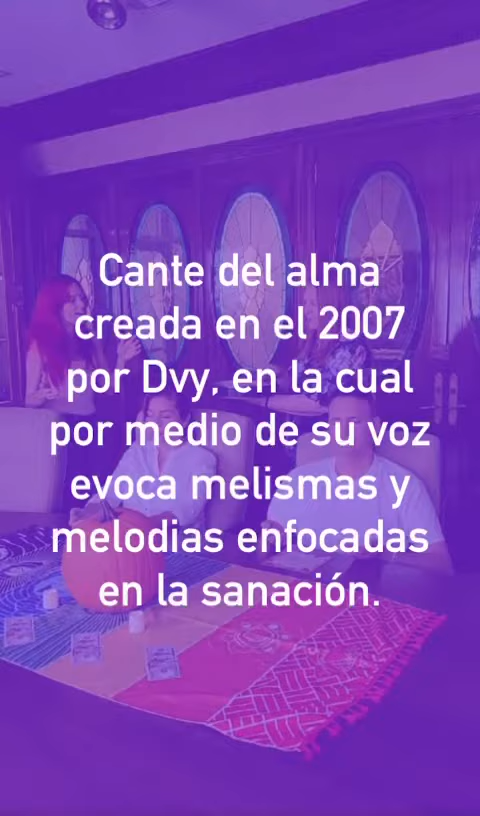 Cante del alma
creada en el 2007
por Dvy, en la cual
por medio de su voz
evoca melismas y
melodias enfocadas
en la sanación.